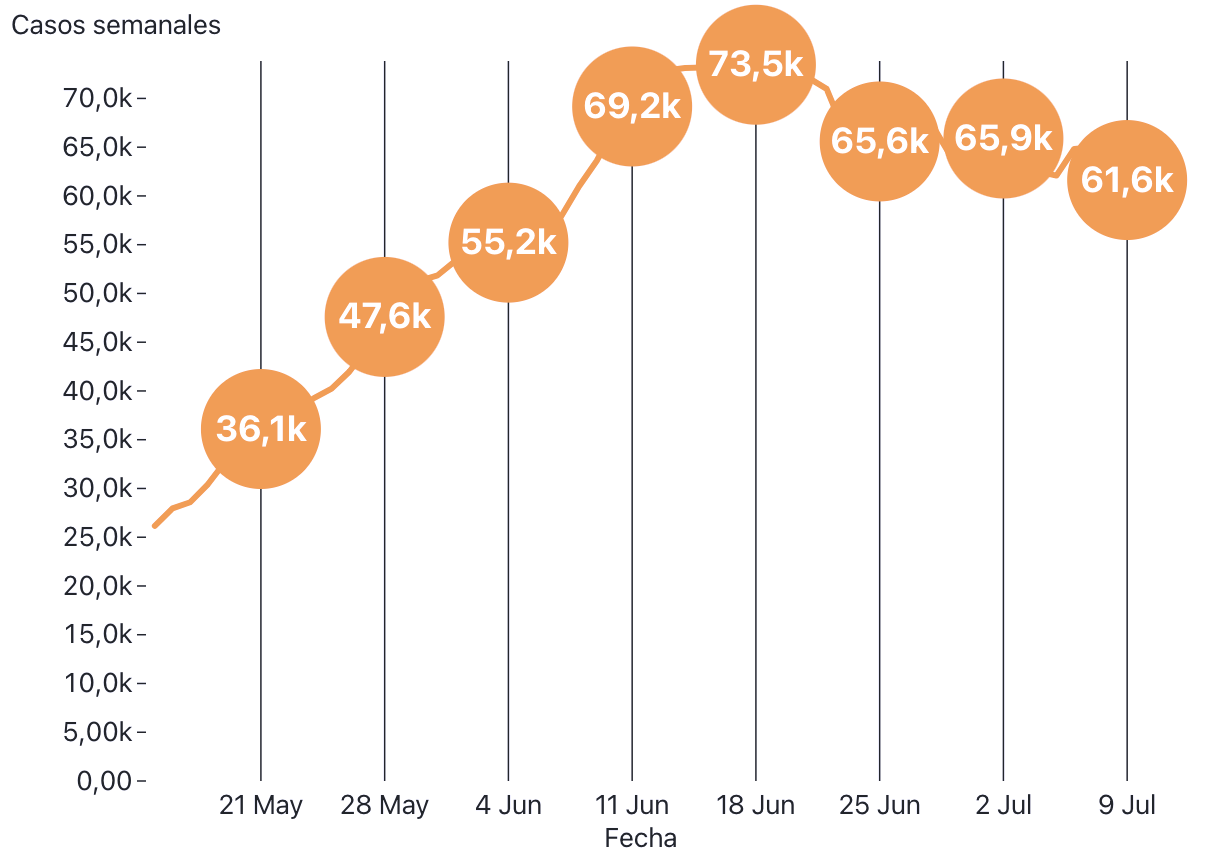 Casos semanales
73,5k
69,2k
70,0k
65,0k
65,6k
65,9k
61,6k
60,0k
55,0k
55,2k
50,0k
47,6k
45,0k
40,0k
36,1k
35,0k
30,0k
25,0k
20,0k
15,0k
10,0k
5,00k
0,00
21 May 28 May 4 Jun 11 Jun 18 Jun 25 Jun 2 Jul 9 Jul
Fecha